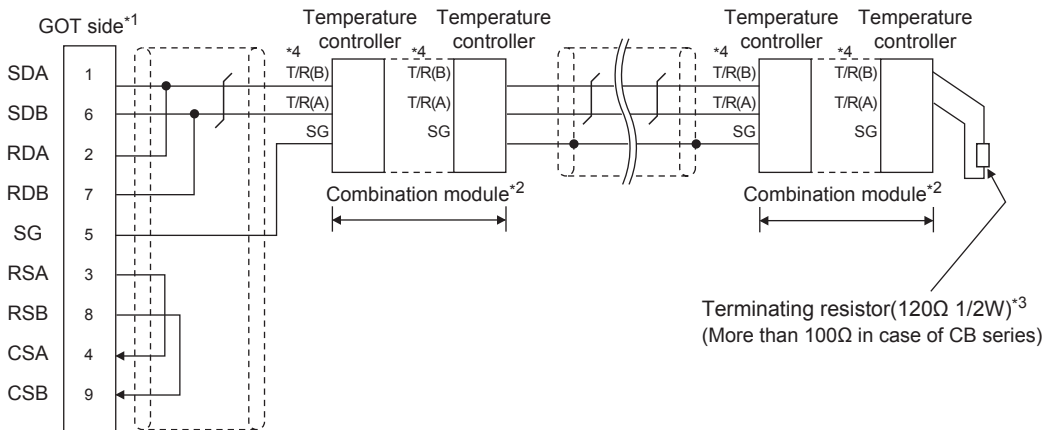 GOT side*1
SDA 1
SDB 6
RDA 2
RDB 7
SG 5
RSA 3
RSB 8
CSA 4
CSB 9
Temperature controller
Temperature controller
*4
T/R(B)
T/R(A)
SG
*4
T/R(B)
T/R(A)
SG
Combination module*2
Temperature controller
Temperature controller
*4
T/R(B)
T/R(A)
SG
*4
T/R(B)
T/R(A)
SG
Combination module*2
Terminating resistor(120Ω 1/2W)*3
(More than 100Ω in case of CB series)